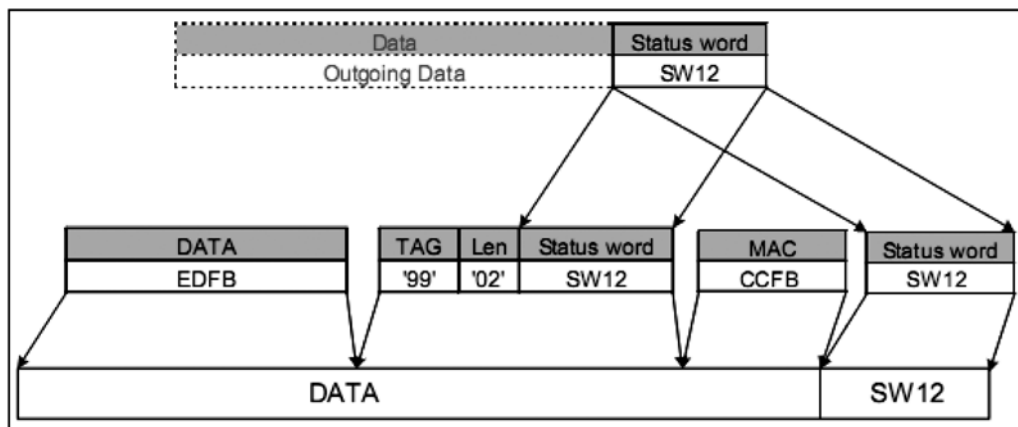 Data Status word
Outgoing Data SW12
DATA TAG Len Status word MAC Status word
EDFB '99' '02' SW12 CCFB SW12
DATA SW12